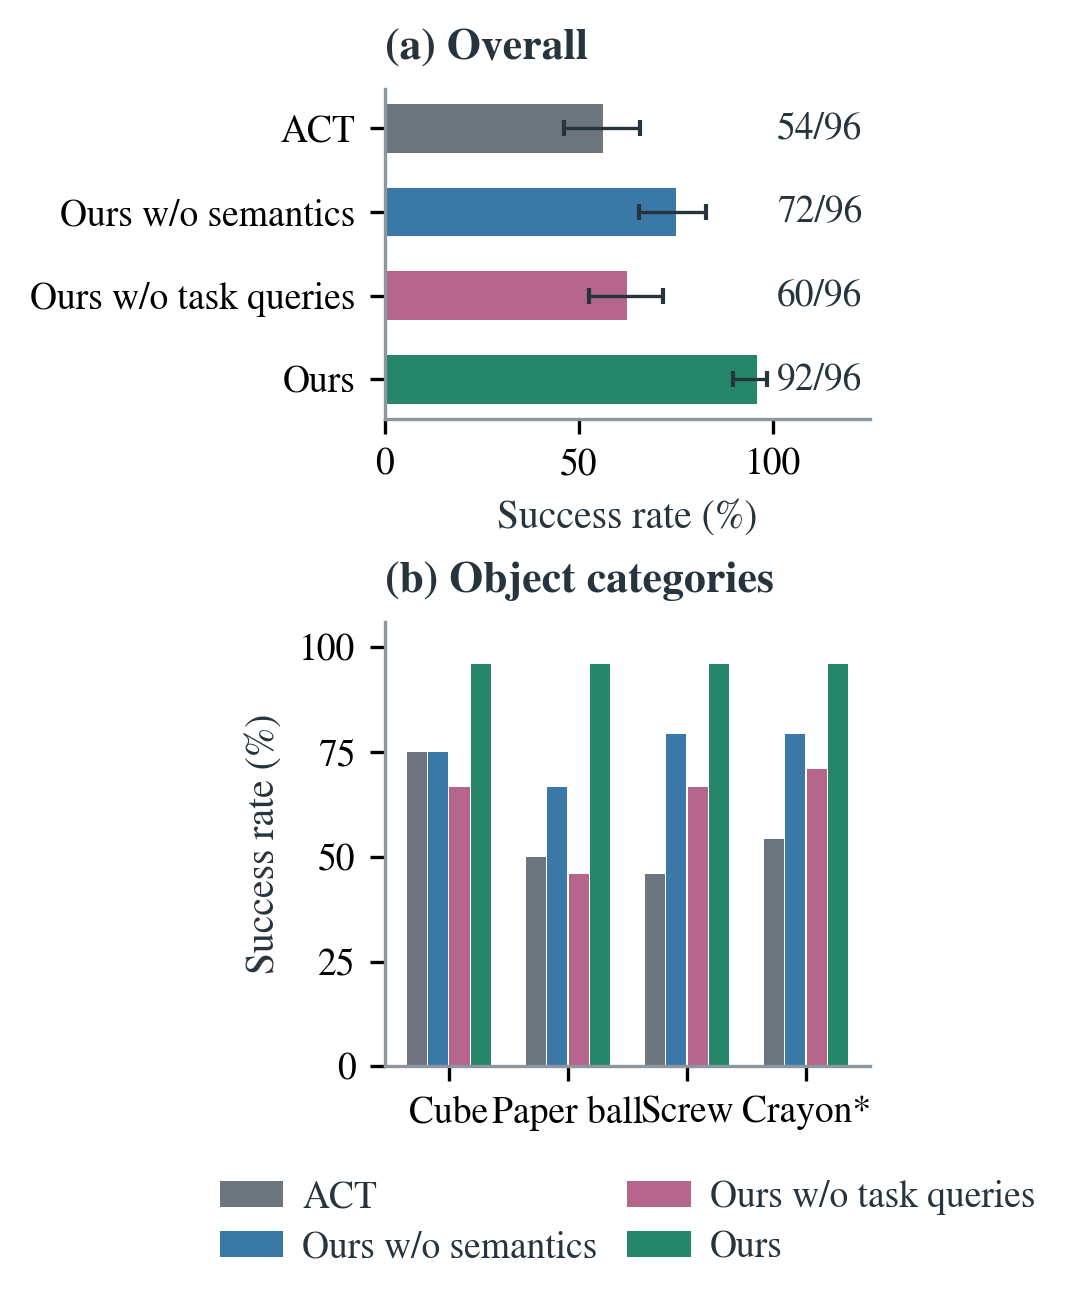 (a) Overall
ACT 54/96
Ours w/o semantics 72/96
Ours w/o task queries 60/96
Ours 92/96
0 50 100
Success rate (%)
(b) Object categories
Success rate (%)
100
75
50
25
0
Cube Paper ball Screw Crayon*
ACT Ours w/o task queries
Ours w/o semantics Ours